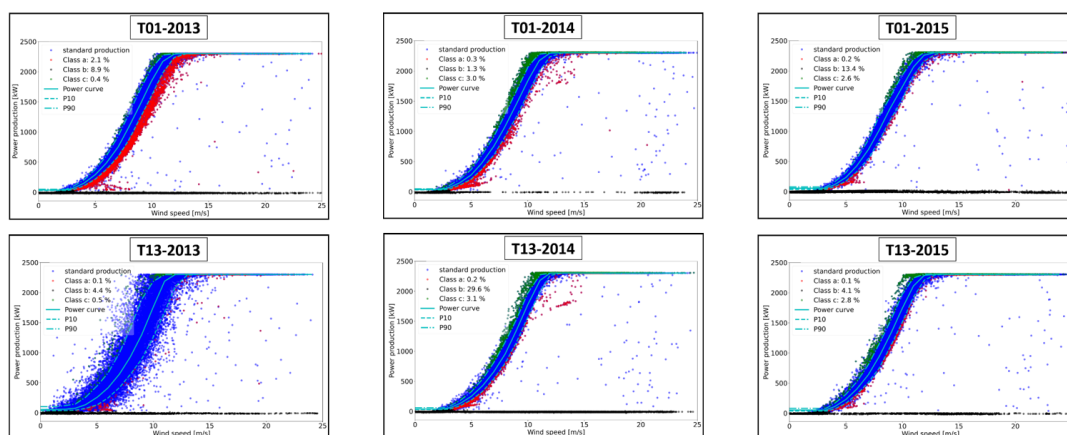 T01-2013
T01-2014
T01-2015
2500
standard production
Class a: 2.1 %
Class b: 8.9 %
Class c: 0.4 %
Power curve
P10
P90
2000
1500
1000
500
0
Power production [kW]
0 5 10 15 20 25
Wind speed [m/s]
2500
standard production
Class a: 0.3 %
Class b: 1.3 %
Class c: 3.0 %
Power curve
P10
P90
2000
1500
1000
500
0
Power production [kW]
0 5 10 15 20 25
Wind speed [m/s]
2500
standard production
Class a: 0.2 %
Class b: 13.4 %
Class c: 2.6 %
Power curve
P10
P90
2000
1500
1000
500
0
Power production [kW]
0 5 10 15 20
Wind speed [m/s]
T13-2013
T13-2014
T13-2015
2500
standard production
Class a: 0.1 %
Class b: 4.4 %
Class c: 0.5 %
Power curve
P10
P90
2000
1500
1000
500
0
Power production [kW]
0 5 10 15 20 25
Wind speed [m/s]
2500
standard production
Class a: 0.2 %
Class b: 29.6 %
Class c: 3.1 %
Power curve
P10
P90
2000
1500
1000
500
0
Power production [kW]
0 5 10 15 20 25
Wind speed [m/s]
2500
standard production
Class a: 0.1 %
Class b: 4.1 %
Class c: 2.8 %
Power curve
P10
P90
2000
1500
1000
500
0
Power production [kW]
0 5 10 15 20
Wind speed [m/s]